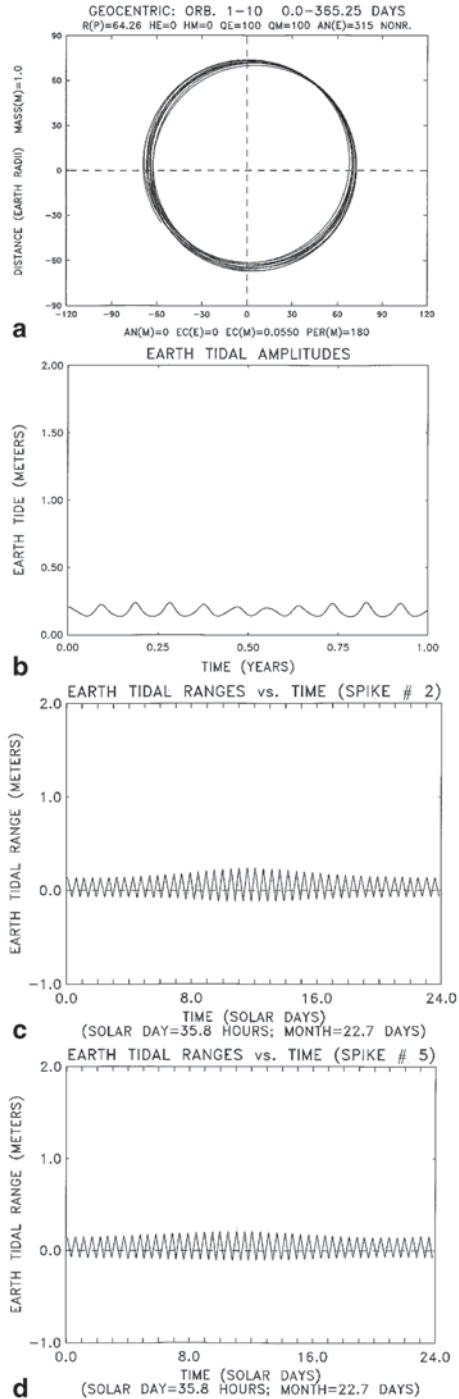 GEOCENTRIC: ORB. 1-10 0.0-365.25 DAYS
R(P)=64.26 HE=0 HM=0 QE=100 QM=100 AN(E)=315 NONR.
DISTANCE (EARTH RADII) MASS(M)=1.0
90
60
30
0
-30
-60
-90
-120 -90 -60 -30 0 30 60 90 120
a
AN(M)=0 EC(E)=0 EC(M)=0.0550 PER(M)=180
EARTH TIDAL AMPLITUDES
EARTH TIDE (METERS)
2.00
1.50
1.00
0.50
0.00
0.00 0.25 0.50 0.75 1.00
b
TIME (YEARS)
EARTH TIDAL RANGES vs. TIME (SPIKE # 2)
EARTH TIDAL RANGE (METERS)
2.0
1.0
0.0
-1.0
0.0 8.0 16.0 24.0
TIME (SOLAR DAYS)
c
(SOLAR DAY=35.8 HOURS; MONTH=22.7 DAYS)
EARTH TIDAL RANGES vs. TIME (SPIKE # 5)
EARTH TIDAL RANGE (METERS)
2.0
1.0
0.0
-1.0
0.0 8.0 16.0 24.0
TIME (SOLAR DAYS)
d
(SOLAR DAY=35.8 HOURS; MONTH=22.7 DAYS)